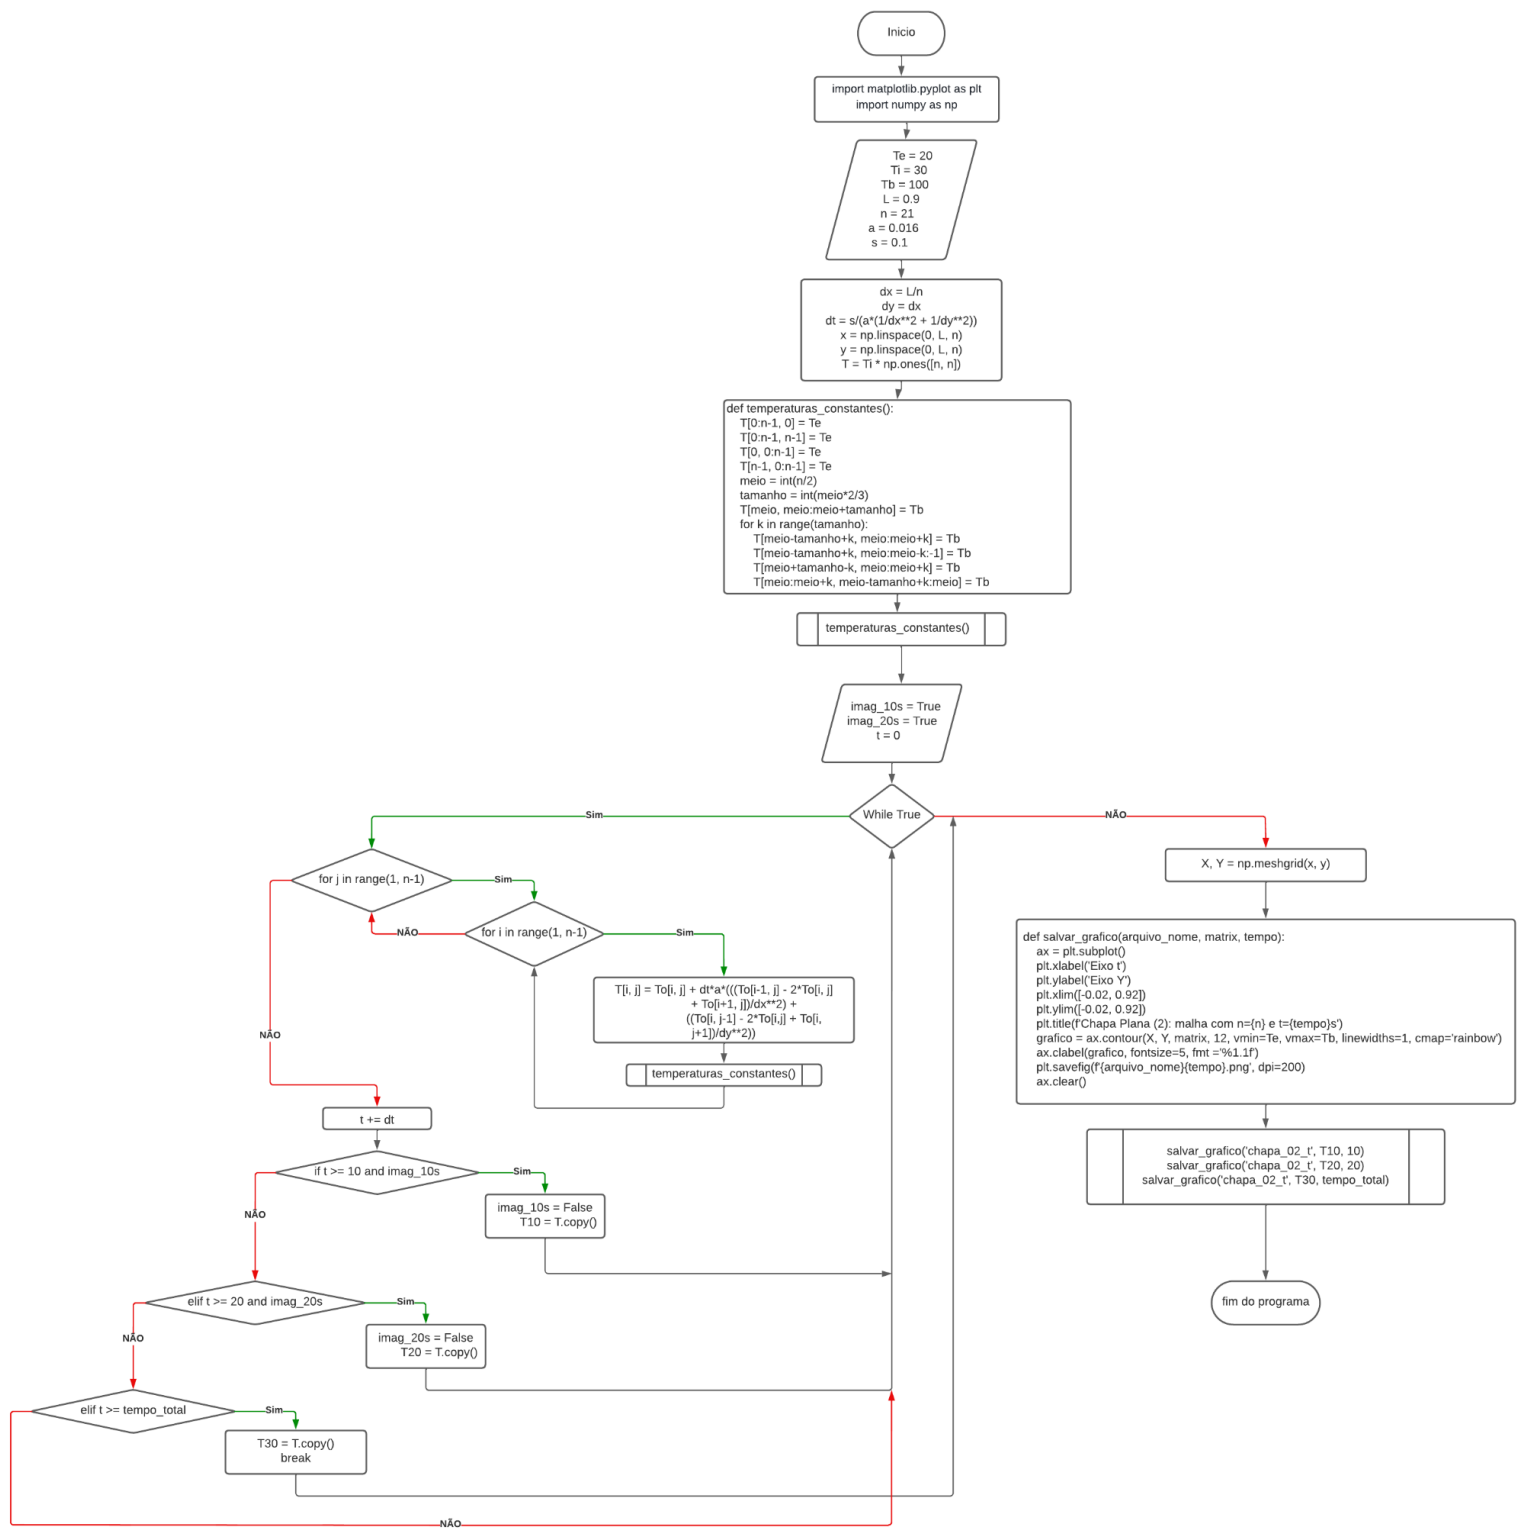 Inicio
import matplotlib.pyplot as plt
import numpy as np
Te = 20
Ti = 30
Tb = 100
L = 0.9
n = 21
a = 0.016
s = 0.1
dx = L/n
dy = dx
dt = s/(a*(1/dx**2 + 1/dy**2))
x = np.linspace(0, L, n)
y = np.linspace(0, L, n)
T = Ti * np.ones([n, n])
def temperaturas_constantes():
T[0:n-1, 0] = Te
T[0:n-1, n-1] = Te
T[0, 0:n-1] = Te
T[n-1, 0:n-1] = Te
meio = int(n/2)
tamanho = int(meio*2/3)
T[meio, meio:meio+tamanho] = Tb
for k in range(tamanho):
T[meio-tamanho+k, meio:meio+k] = Tb
T[meio-tamanho+k, meio:meio-k:-1] = Tb
T[meio+tamanho-k, meio:meio+k] = Tb
T[meio:meio+k, meio-tamanho+k:meio] = Tb
temperaturas_constantes()
imag_10s = True
imag_20s = True
t = 0
While True
Sim
NÃO
for j in range(1, n-1)
Sim
NÃO
for i in range(1, n-1)
Sim
NÃO
T[i, j] = To[i, j] + dt*a*(((To[i-1, j] - 2*To[i, j]
+ To[i+1, j])/dx**2) +
((To[i, j-1] - 2*To[i,j] + To[i,
j+1])/dy**2))
temperaturas_constantes()
t += dt
if t >= 10 and imag_10s
Sim
imag_10s = False
T10 = T.copy()
NÃO
elif t >= 20 and imag_20s
Sim
imag_20s = False
T20 = T.copy()
NÃO
elif t >= tempo_total
Sim
T30 = T.copy()
break
NÃO
X, Y = np.meshgrid(x, y)
def salvar_grafico(arquivo_nome, matrix, tempo):
ax = plt.subplot()
plt.xlabel('Eixo t')
plt.ylabel('Eixo Y')
plt.xlim([-0.02, 0.92])
plt.ylim([-0.02, 0.92])
plt.title(f'Chapa Plana (2): malha com n={n} e t={tempo}s')
grafico = ax.contour(X, Y, matrix, 12, vmin=Te, vmax=Tb, linewidths=1, cmap='rainbow')
ax.clabel(grafico, fontsize=5, fmt ='%1.1f')
plt.savefig(f'{arquivo_nome}{tempo}.png', dpi=200)
ax.clear()
salvar_grafico('chapa_02_t', T10, 10)
salvar_grafico('chapa_02_t', T20, 20)
salvar_grafico('chapa_02_t', T30, tempo_total)
fim do programa